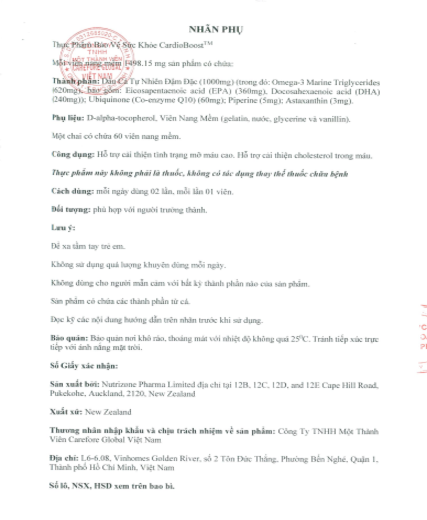 NHÃN PHỤ
Thực Phẩm Bảo Vệ Sức Khỏe CardioBoost™
Mỗi viên nang mềm 1498.15 mg sản phẩm có chứa:
Thành phần: Dầu Cá Tự Nhiên Đậm Đặc (1000mg) (trong đó: Omega-3 Marine Triglycerides
(620mg), bao gồm: Eicosapentaenoic acid (EPA) (360mg), Docosahexaenoic acid (DHA)
(240mg)); Ubiquinone (Co-enzyme Q10) (60mg); Piperine (5mg); Astaxanthin (3mg).
Phụ liệu: D-alpha-tocopherol, Viên Nang Mềm (gelatin, nước, glycerine và vanillin).
Một chai có chứa 60 viên nang mềm.
Công dụng: Hỗ trợ cải thiện tình trạng mỡ máu cao. Hỗ trợ cải thiện cholesterol trong máu.
Thực phẩm này không phải là thuốc, không có tác dụng thay thế thuốc chữa bệnh
Cách dùng: mỗi ngày dùng 02 lần, mỗi lần 01 viên.
Đối tượng: phù hợp với người trưởng thành.
Lưu ý:
Để xa tầm tay trẻ em.
Không sử dụng quá lượng khuyên dùng mỗi ngày.
Không dùng cho người mẫn cảm với bất kỳ thành phần nào của sản phẩm.
Sản phẩm có chứa các thành phần từ cá.
Đọc kỹ các nội dung hướng dẫn trên nhãn trước khi sử dụng.
Bảo quản: Bảo quản nơi khô ráo, thoáng mát với nhiệt độ không quá 25⁰C. Tránh tiếp xúc trực
tiếp với ánh nắng mặt trời.
Số Giấy xác nhận:
Sản xuất bởi: Nutrizone Pharma Limited địa chỉ tại 12B, 12C, 12D, and 12E Cape Hill Road,
Pukekohe, Auckland, 2120, New Zealand
Xuất xứ: New Zealand
Thương nhân nhập khẩu và chịu trách nhiệm về sản phẩm: Công Ty TNHH Một Thành
Viên Carefore Global Việt Nam
Địa chỉ: L6-6.08, Vinhomes Golden River, số 2 Tôn Đức Thắng, Phường Bến Nghé, Quận 1,
Thành phố Hồ Chí Minh, Việt Nam
Số lô, NSX, HSD xem trên bao bì.
TNHH
MỘT THÀNH VIÊN
CAREFORE GLOBAL
VIỆT NAM